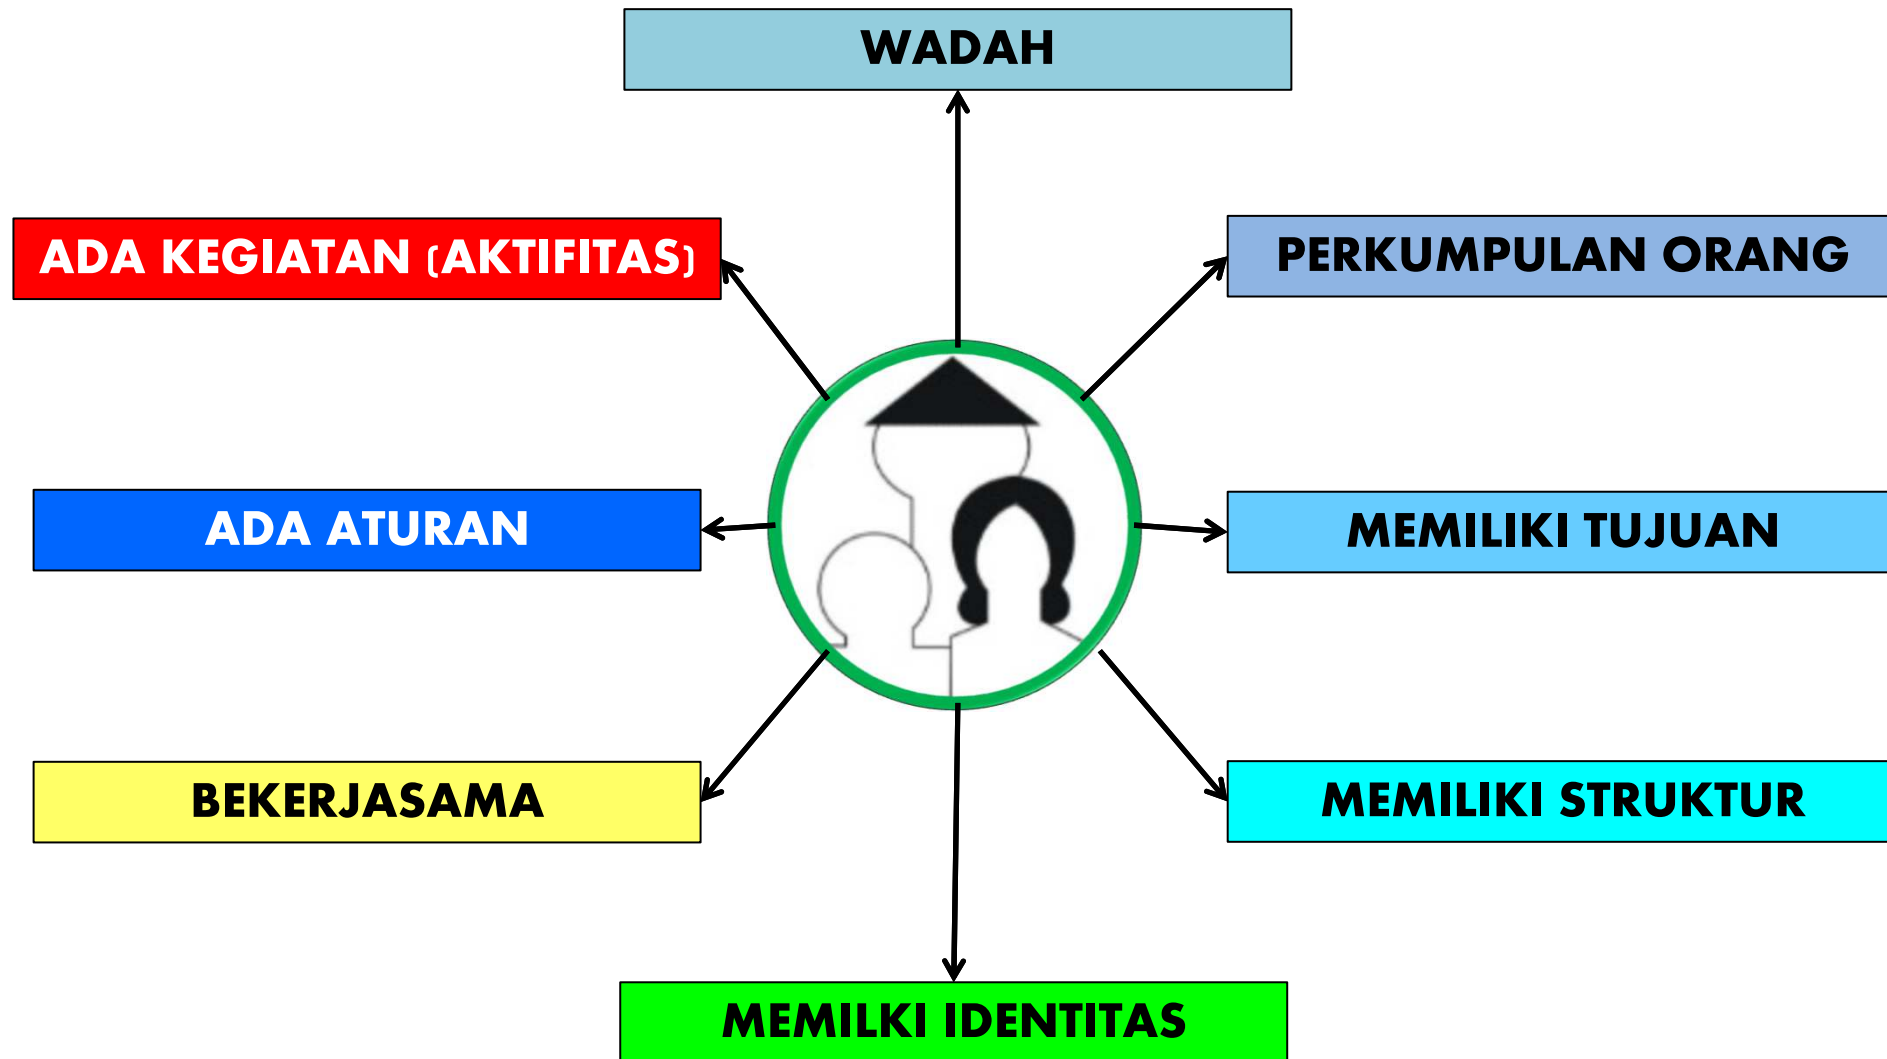 WADAH
ADA KEGIATAN (AKTIFITAS)
PERKUMPULAN ORANG
ADA ATURAN
MEMILIKI TUJUAN
BEKERJASAMA
MEMILIKI STRUKTUR
MEMILKI IDENTITAS